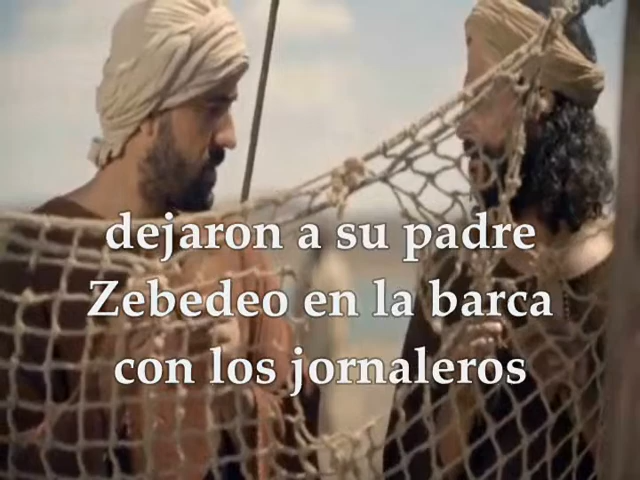 dejaron a su padre
Zebedeo en la barca
con los jornaleros